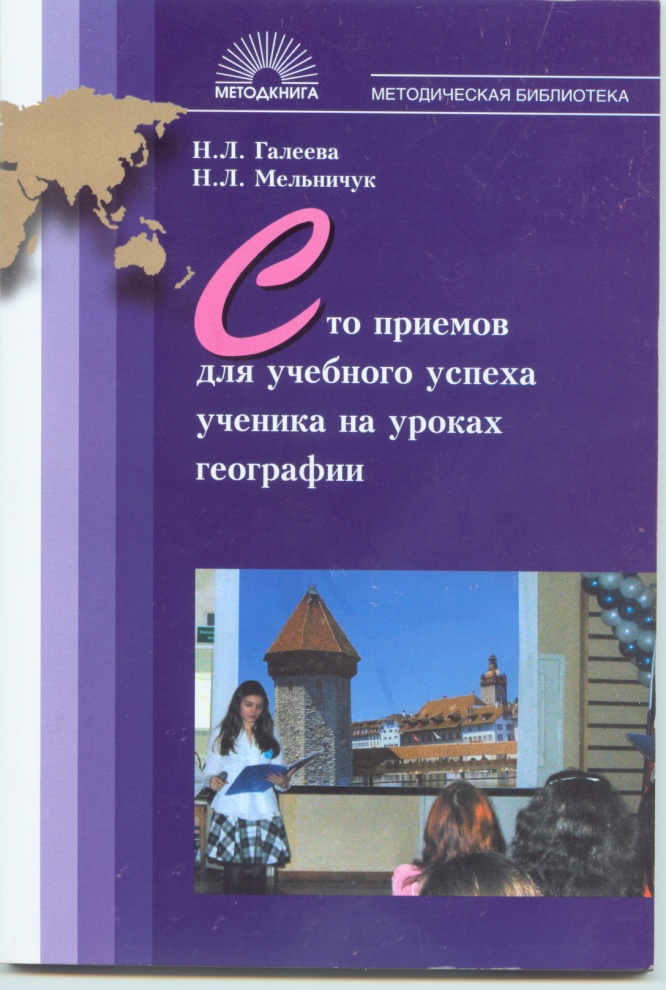 МЕТОДКНИГА
МЕТОДИЧЕСКАЯ БИБЛИОТЕКА
Н.Л. Галеева
Н.Л. Мельничук
Сто приемов
для учебного успеха
ученика на уроках
географии